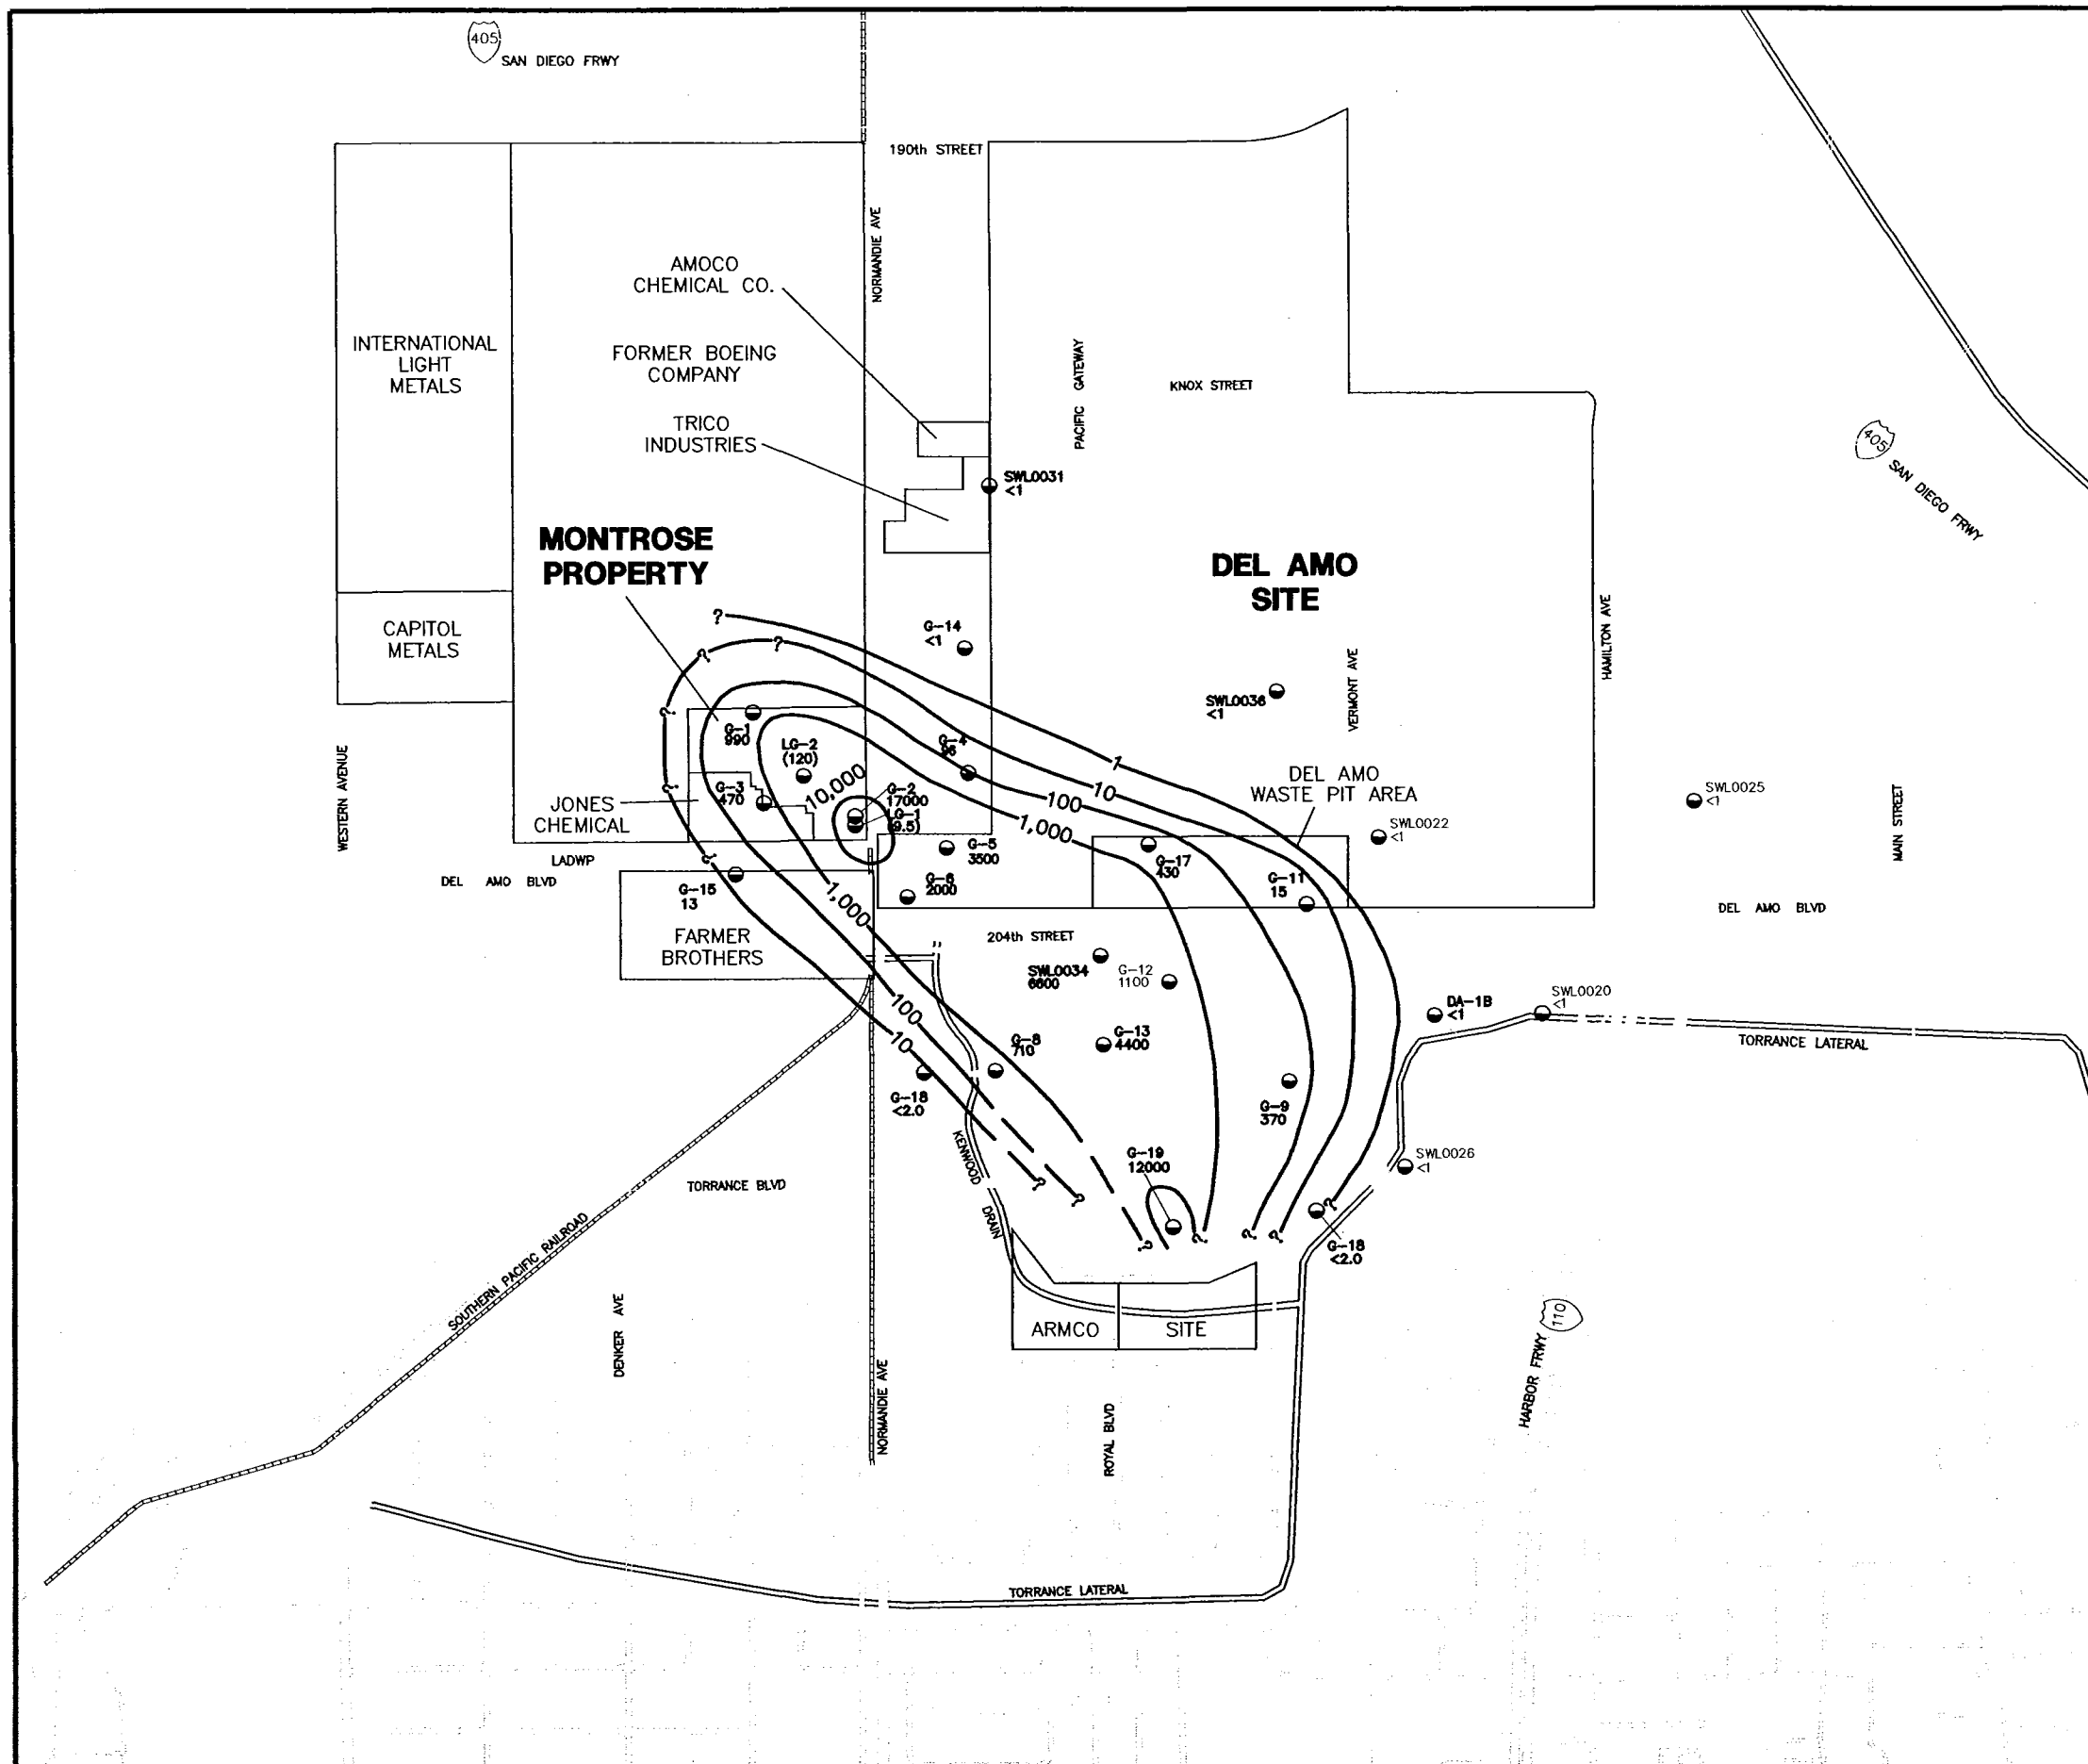 405
SAN DIEGO FRWY
190th STREET
NORMANDIE AVE
AMOCO
CHEMICAL CO.
INTERNATIONAL
LIGHT
METALS
FORMER BOEING
COMPANY
PACIFIC GATEWAY
KNOX STREET
TRICO
INDUSTRIES
405
SAN DIEGO FRWY
SWL0031
<1
MONTROSE
PROPERTY
DEL AMO
SITE
CAPITOL
METALS
?
G-14
<1
HAMILTON AVE
VERMONT AVE
?
?
SWL0036
<1
?
G-1
990
LG-2
(120)
G-4
96
1
10
100
1,000
10,000
DEL AMO
WASTE PIT AREA
SWL0025
<1
WESTERN AVENUE
MAIN STREET
?
G-3
470
G-2
17000
LG-1
(9.5)
JONES
CHEMICAL
SWL0022
<1
LADWP
?
G-5
3500
G-17
430
DEL AMO BLVD
G-15
13
G-6
2000
1,000
G-11
15
DEL AMO BLVD
FARMER
BROTHERS
204th STREET
SWL0034
6600
G-12
1100
100
10
DA-1B
<1
SWL0020
<1
TORRANCE LATERAL
G-8
710
G-13
4400
G-18
<2.0
G-9
370
KENWOOD
DRAIN
G-19
12000
SWL0026
<1
TORRANCE BLVD
?
?
?
?
?
?
?
G-18
<2.0
SOUTHERN PACIFIC RAILROAD
DENKER AVE
ARMCO
SITE
HARBOR FRWY
110
NORMANDIE AVE
ROYAL BLVD
TORRANCE LATERAL